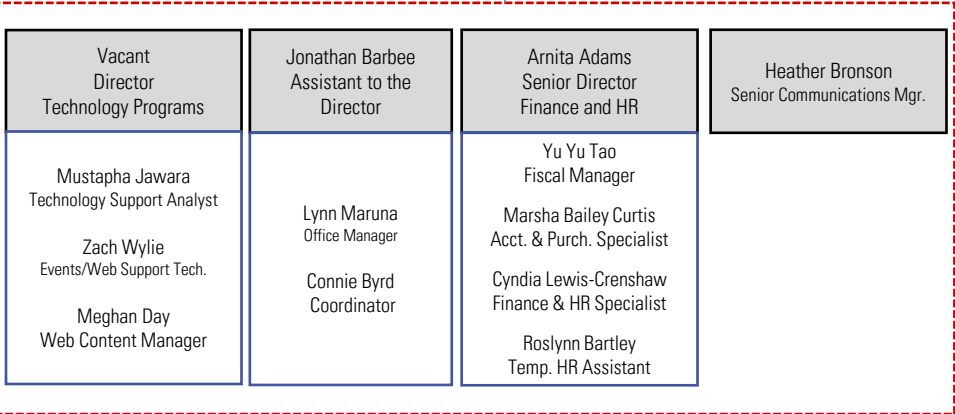 Vacant
Director
Technology Programs
Mustapha Jawara
Technology Support Analyst
Zach Wylie
Events/Web Support Tech.
Meghan Day
Web Content Manager
Jonathan Barbee
Assistant to the
Director
Lynn Maruna
Office Manager
Connie Byrd
Coordinator
Arnita Adams
Senior Director
Finance and HR
Yu Yu Tao
Fiscal Manager
Marsha Bailey Curtis
Acct. & Purch. Specialist
Cyndia Lewis-Crenshaw
Finance & HR Specialist
Roslynn Bartley
Temp. HR Assistant
Heather Bronson
Senior Communications Mgr.